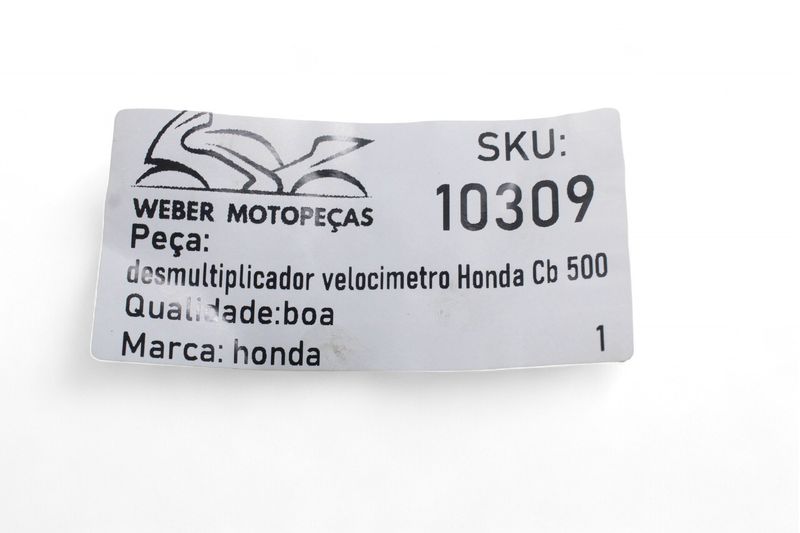 WEBER MOTOPEÇAS
SKU:
10309
Peça:
desmultiplicador velocimetro Honda Cb 500
Qualidade:boa
Marca: honda
1